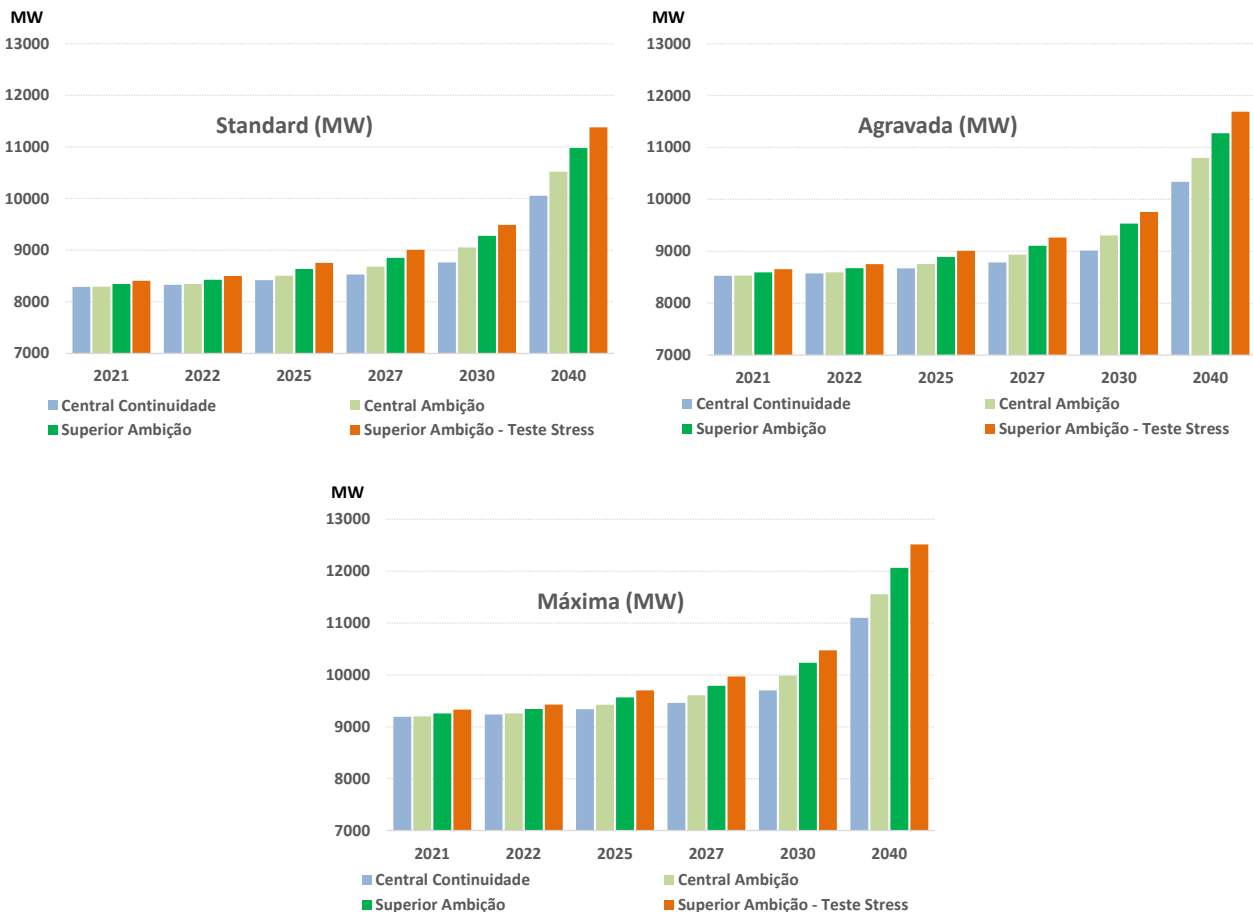 MW
13000
12000
11000
10000
9000
8000
7000
Standard (MW)
2021 2022 2025 2027 2030 2040
Central Continuidade Central Ambição
Superior Ambição Superior Ambição - Teste Stress
MW
13000
12000
11000
10000
9000
8000
7000
Agravada (MW)
2021 2022 2025 2027 2030 2040
Central Continuidade Central Ambição
Superior Ambição Superior Ambição - Teste Stress
MW
13000
12000
11000
10000
9000
8000
7000
Máxima (MW)
2021 2022 2025 2027 2030 2040
Central Continuidade Central Ambição
Superior Ambição Superior Ambição - Teste Stress